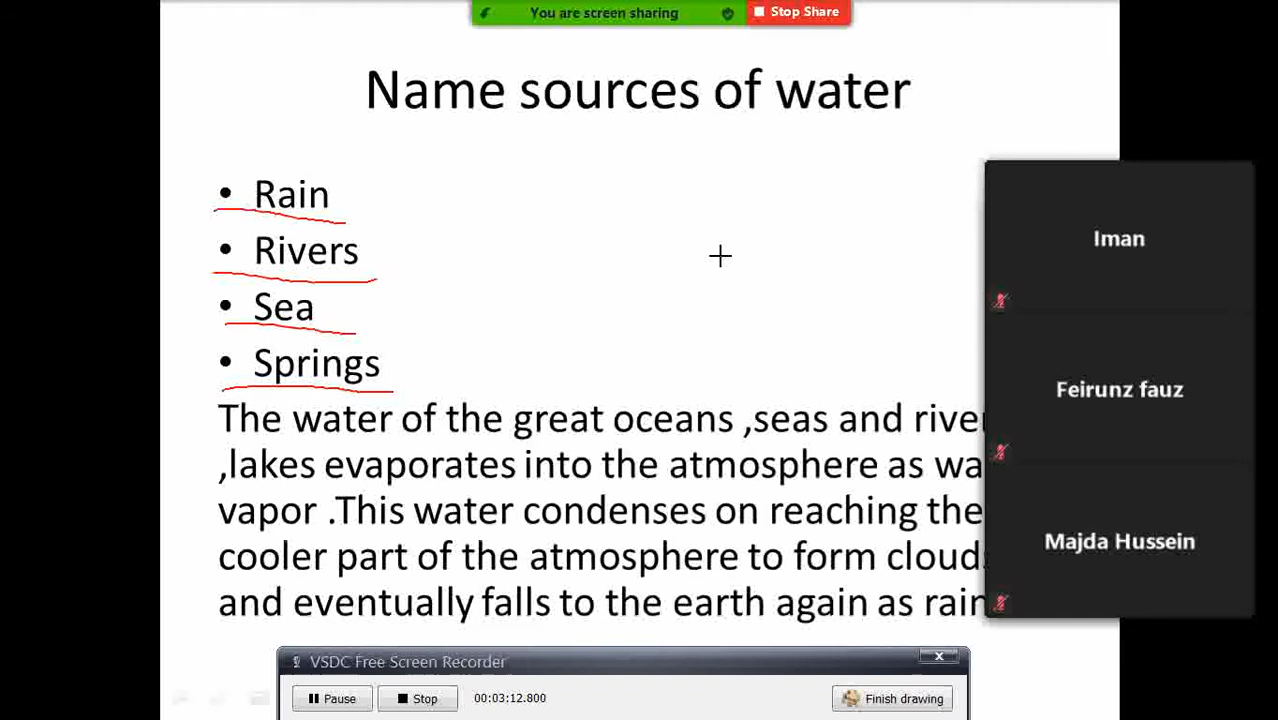 You are screen sharing
Stop Share
Name sources of water
• Rain
• Rivers
• Sea
• Springs
The water of the great oceans ,seas and
,lakes evaporates into the atmosphere as
vapor .This water condenses on reaching the
cooler part of the atmosphere to form
and eventually falls to the earth again as rain
Iman
Feirunz fauz
Majda Hussein
VSDC Free Screen Recorder
Pause
Stop
00:03:12.800
Finish drawing